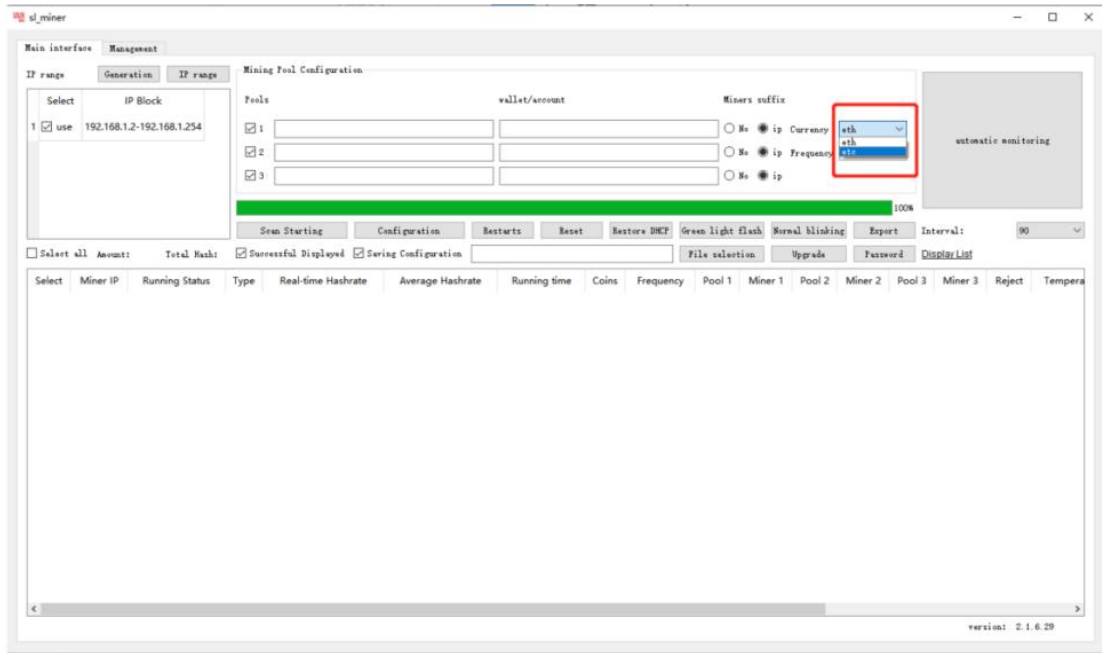 sl_miner
Main interface Management
IP range Generation IP range Mining Pool Configuration
Select IP Block Pools wallet/account Miners suffix
1 use 192.168.1.2-192.168.1.254 1 No ip Currency eth
eth
2 No ip Frequency etc
3 No ip
automatic monitoring
100%
Scan Starting Configuration Restarts Reset Restore DHCP Green light flash Normal blinking Export Interval: 90
Select all Amount: Total Hash: Successful Displayed Saving Configuration File selection Upgrade Password Display List
Select Miner IP Running Status Type Real-time Hashrate Average Hashrate Running time Coins Frequency Pool 1 Miner 1 Pool 2 Miner 2 Pool 3 Miner 3 Reject Tempera
version: 2.1.6.29